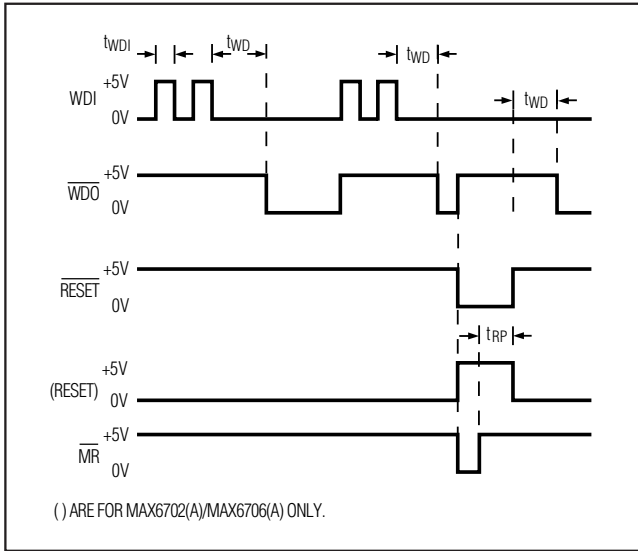 tWDI
tWD
tWD
+5V
WDI
tWD
0V
+5V
WDO
0V
+5V
RESET
0V
tRP
+5V
(RESET)
0V
+5V
MR
0V
( ) ARE FOR MAX6702(A)/MAX6706(A) ONLY.